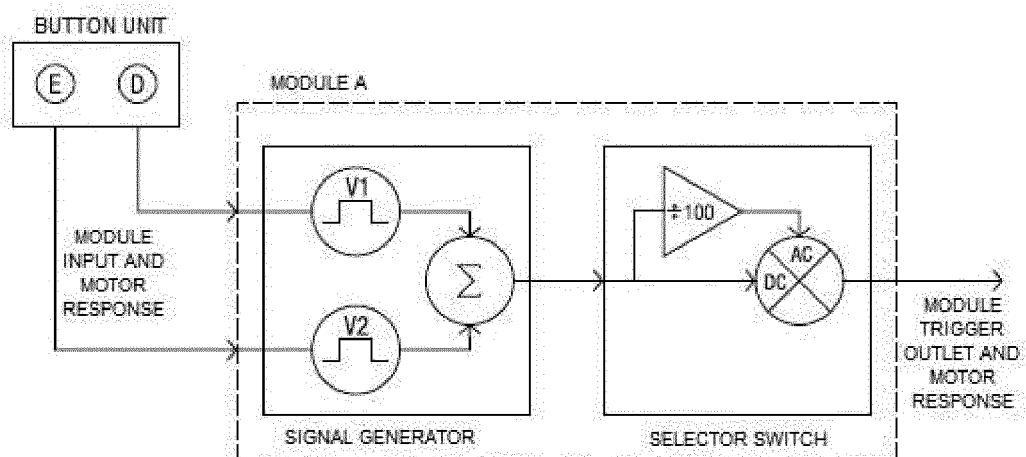 BUTTON UNIT
E
D
MODULE A
V1
÷100
MODULE
INPUT AND
MOTOR
RESPONSE
Σ
AC
DC
V2
MODULE
TRIGGER
OUTLET AND
MOTOR
RESPONSE
SIGNAL GENERATOR
SELECTOR SWITCH